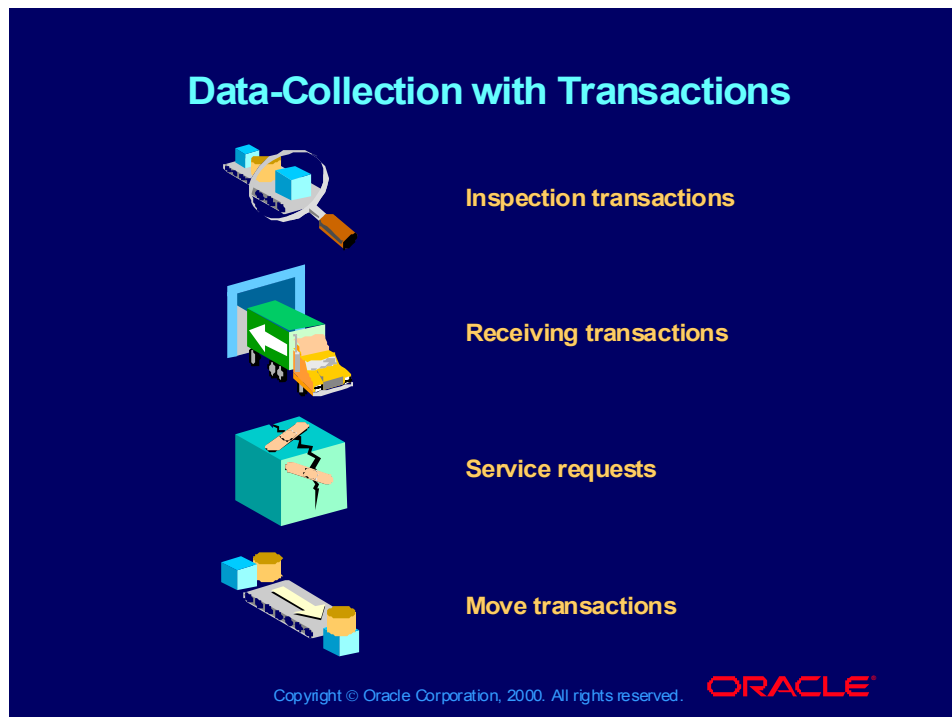 Data-Collection with Transactions
Inspection transactions
Receiving transactions
Service requests
Move transactions
Copyright © Oracle Corporation, 2000. All rights reserved.
ORACLE®